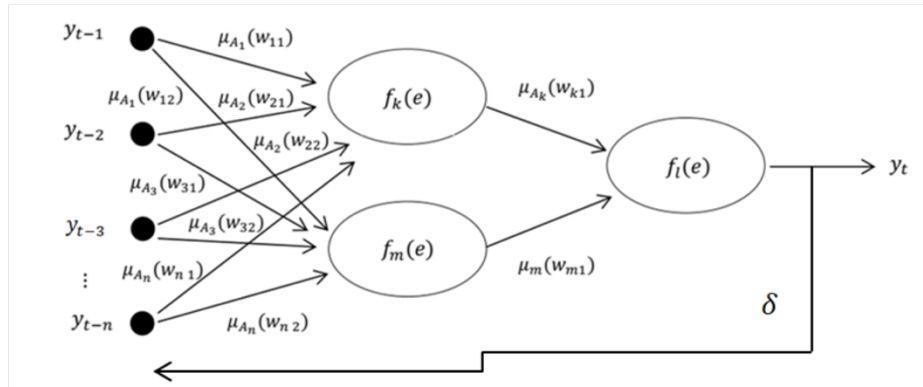 y_{t−1}
μ_{A_1}(w_{11})
μ_{A_k}(w_{k1})
f_k(e)
μ_{A_1}(w_{12})
μ_{A_2}(w_{21})
y_{t−2}
μ_{A_2}(w_{22})
f_l(e)
y_t
μ_{A_3}(w_{31})
y_{t−3}
μ_{A_3}(w_{32})
f_m(e)
μ_{A_n}(w_{n 1})
μ_m(w_{m1})
⋮
δ
y_{t−n}
μ_{A_n}(w_{n 2})